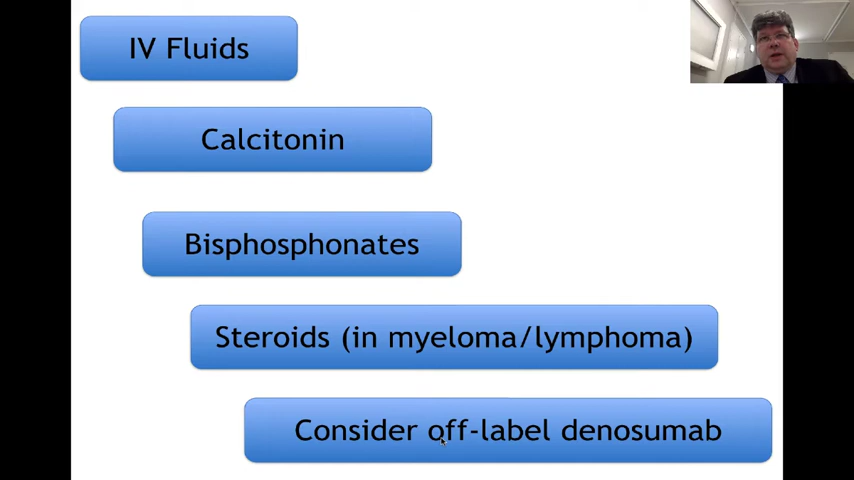 IV Fluids
Calcitonin
Bisphosphonates
Steroids (in myeloma/lymphoma)
Consider off-label denosumab